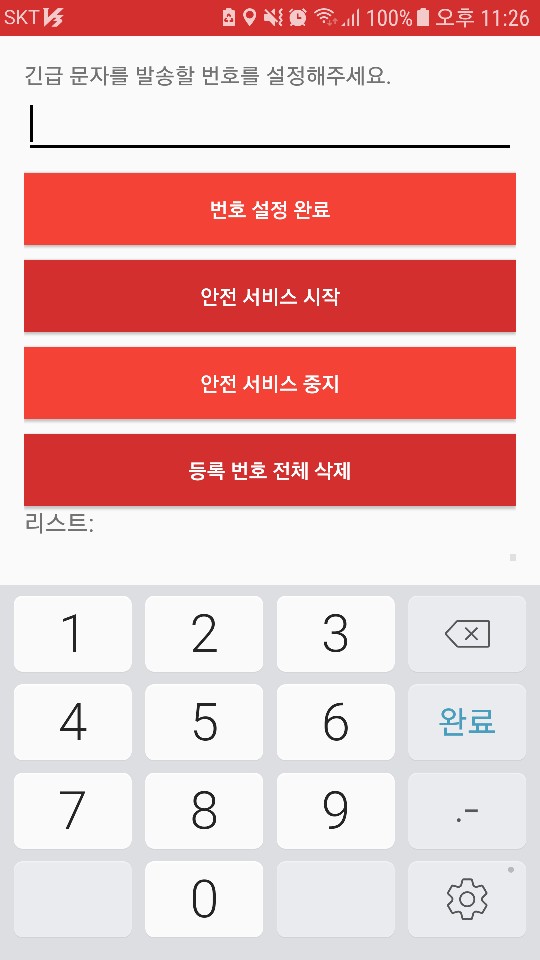 SKT 100% 오후 11:26
긴급 문자를 발송할 번호를 설정해주세요.
번호 설정 완료
안전 서비스 시작
안전 서비스 중지
등록 번호 전체 삭제
리스트:
1 2 3
4 5 6 완료
7 8 9 .-
0